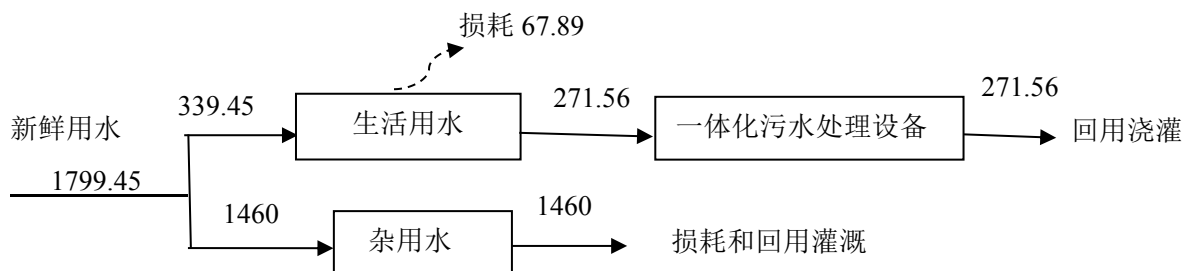 损耗 67.89
339.45
271.56
271.56
新鲜用水
生活用水
一体化污水处理设备
回用浇灌
1799.45
1460
1460
杂用水
损耗和回用灌溉